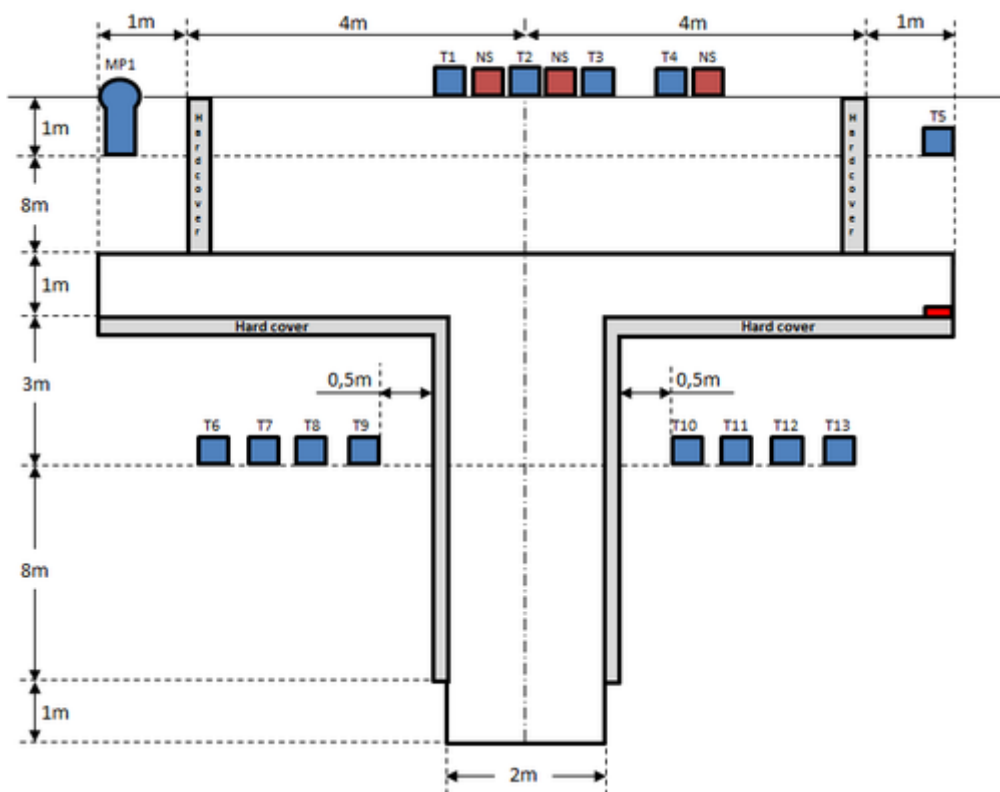 1m 4m 4m 1m
MP1
T1 NS T2 NS T3 T4 NS
T5
1m
Hardcover
Hardcover
8m
1m
Hard cover Hard cover
3m
0,5m 0,5m
T6 T7 T8 T9 T10 T11 T12 T13
8m
1m
2m